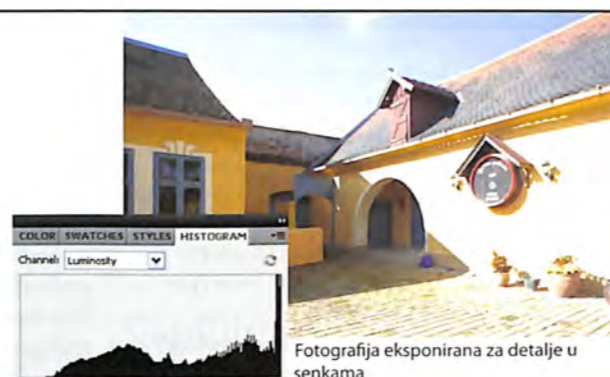 COLOR SWATCHES STYLES HISTOGRAM
Channel: Luminosity
Fotografija eksponirana za detalje u
senkama